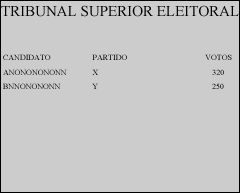 TRIBUNAL SUPERIOR ELEITORAL
CANDIDATO PARTIDO VOTOS
ANONONONONN X 320
BNNONONONN Y 250